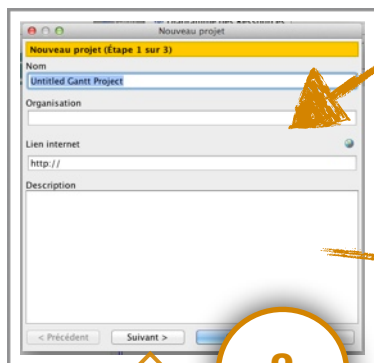 Nouveau projet
Nouveau projet (Étape 1 sur 3)
Nom
Untitled Gantt Project
Organisation
Lien internet
http://
Description
< Précédent
Suivant >